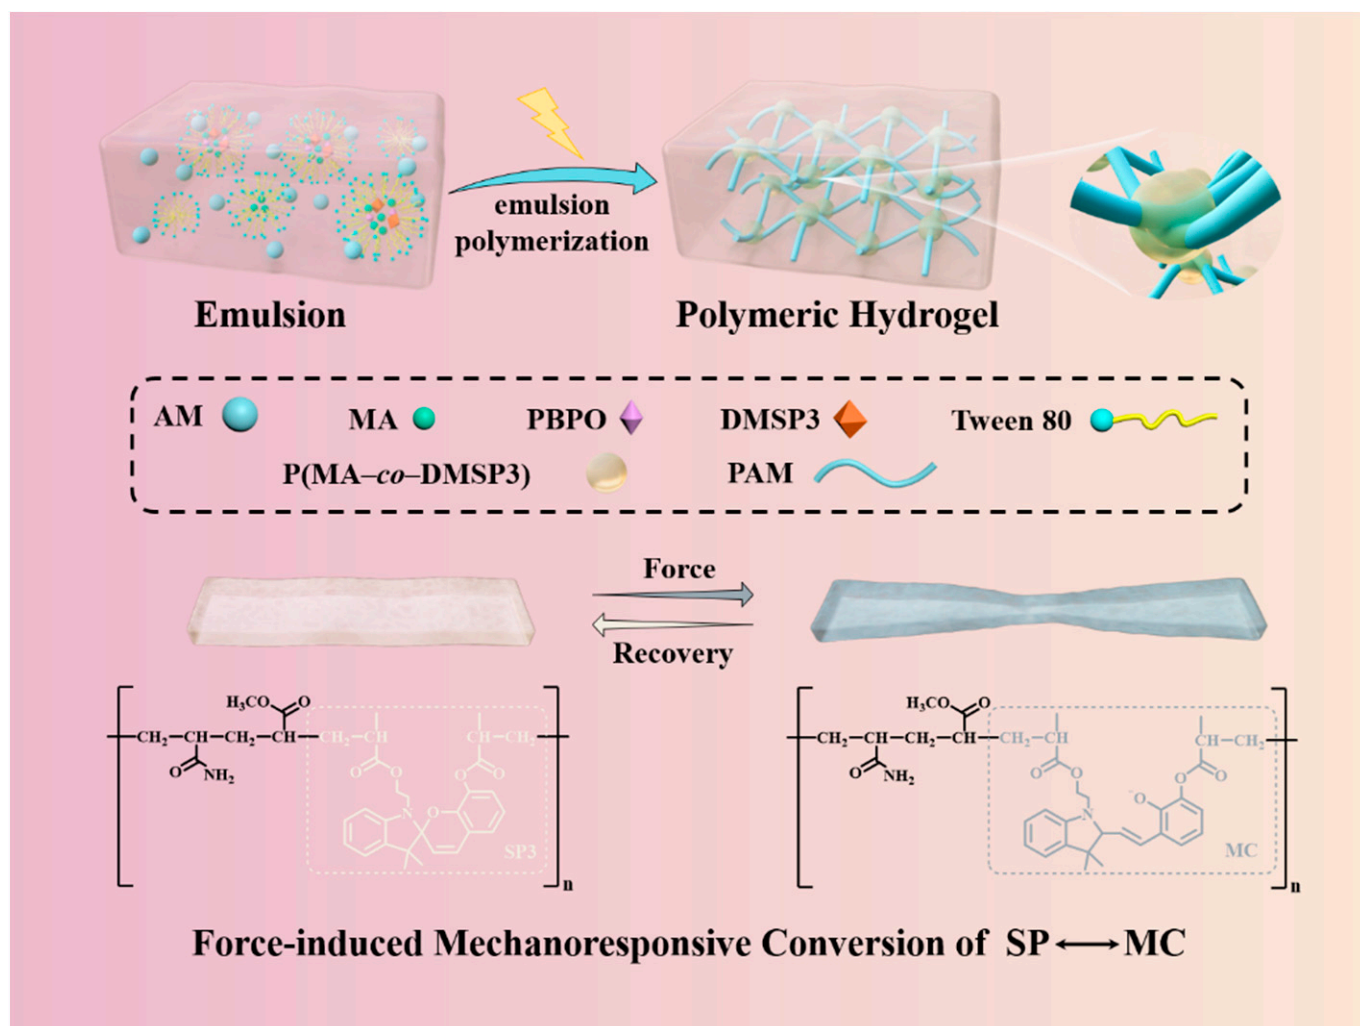 emulsion
polymerization
Emulsion
Polymeric Hydrogel
AM
MA
PBPO
DMSP3
Tween 80
P(MA–co–DMSP3)
PAM
Force
Recovery
H₃CO
O
CH₂–CH–CH₂–CH–CH₂–CH
CH–CH₂
O
NH₂
O
O
O
O
N
O
SP3
n
H₃CO
O
CH₂–CH–CH₂–CH–CH₂–CH
CH–CH₂
O
NH₂
O
O
O
O
⁻O
N
MC
n
Force-induced Mechanoresponsive Conversion of SP⟷MC